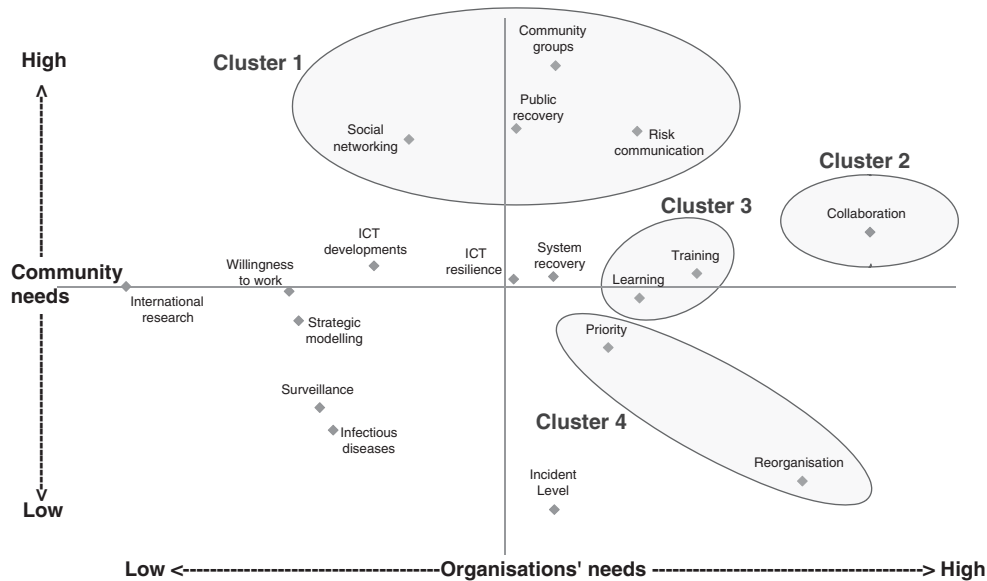 Community
groups
High
Cluster 1
Public
recovery
Social
networking
Risk
communication
Cluster 2
Collaboration
Cluster 3
ICT
developments
ICT
resilience
System
recovery
Training
Learning
Willingness
to work
Community
needs
International
research
Strategic
modelling
Priority
Surveillance
Infectious
diseases
Cluster 4
Reorganisation
Incident
Level
Low
Low <--- Organisations' needs ---> High